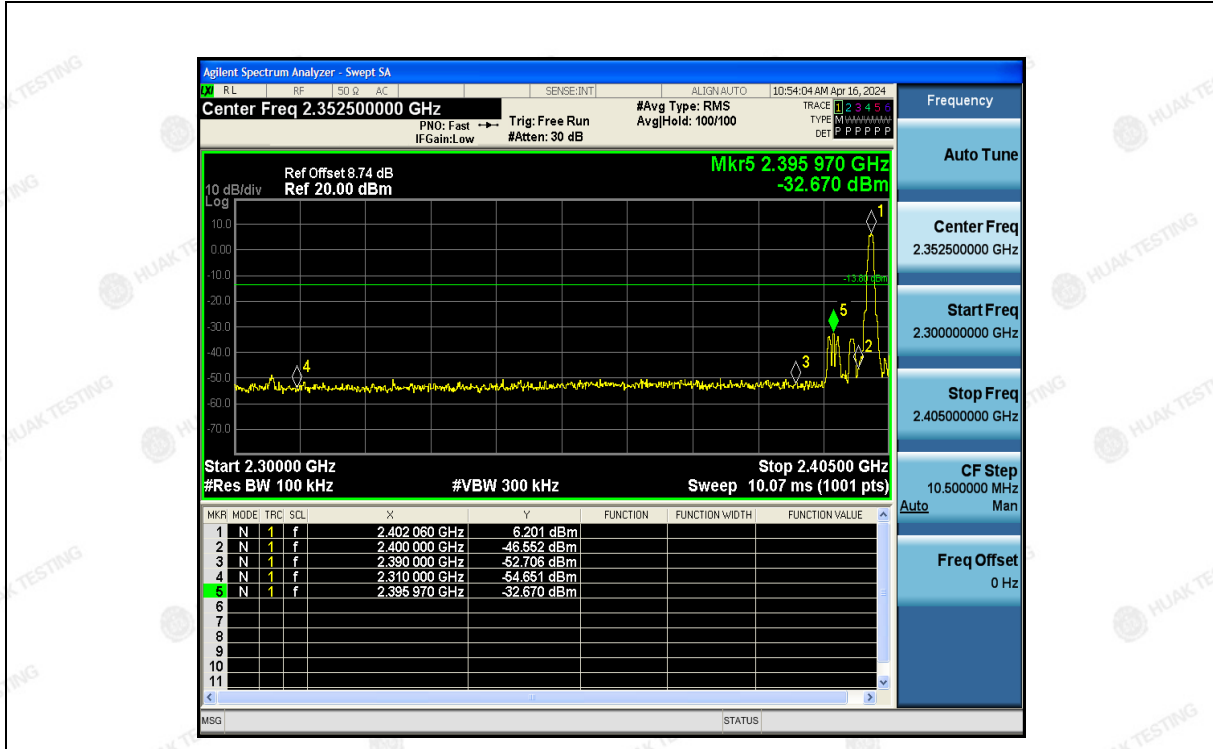 Agilent Spectrum Analyzer - Swept SA
LXI RL RF 50 Ω AC SENSE:INT ALIGN AUTO 10:54:04 AM Apr 16, 2024
Center Freq 2.352500000 GHz
PNO: Fast
IFGain:Low
Trig: Free Run
#Atten: 30 dB
#Avg Type: RMS
Avg|Hold: 100/100
TRACE 1 2 3 4 5 6
TYPE M
DET P P P P P P
Mkr5 2.395 970 GHz
-32.670 dBm
Ref Offset 8.74 dB
10 dB/div Ref 20.00 dBm
Log
10.0
0.00
-10.0
-20.0
-30.0
-40.0
-50.0
-60.0
-70.0
1
-13.80 dBm
5
2
3
4
Start 2.30000 GHz Stop 2.40500 GHz
#Res BW 100 kHz #VBW 300 kHz Sweep 10.07 ms (1001 pts)
MKR MODE TRC SCL X Y FUNCTION FUNCTION WIDTH FUNCTION VALUE
1 N 1 f 2.402 060 GHz 6.201 dBm
2 N 1 f 2.400 000 GHz -46.552 dBm
3 N 1 f 2.390 000 GHz -52.706 dBm
4 N 1 f 2.310 000 GHz -54.651 dBm
5 N 1 f 2.395 970 GHz -32.670 dBm
6
7
8
9
10
11
MSG STATUS
Frequency
Auto Tune
Center Freq
2.352500000 GHz
Start Freq
2.300000000 GHz
Stop Freq
2.405000000 GHz
CF Step
10.500000 MHz
Auto Man
Freq Offset
0 Hz
HUAK TESTING